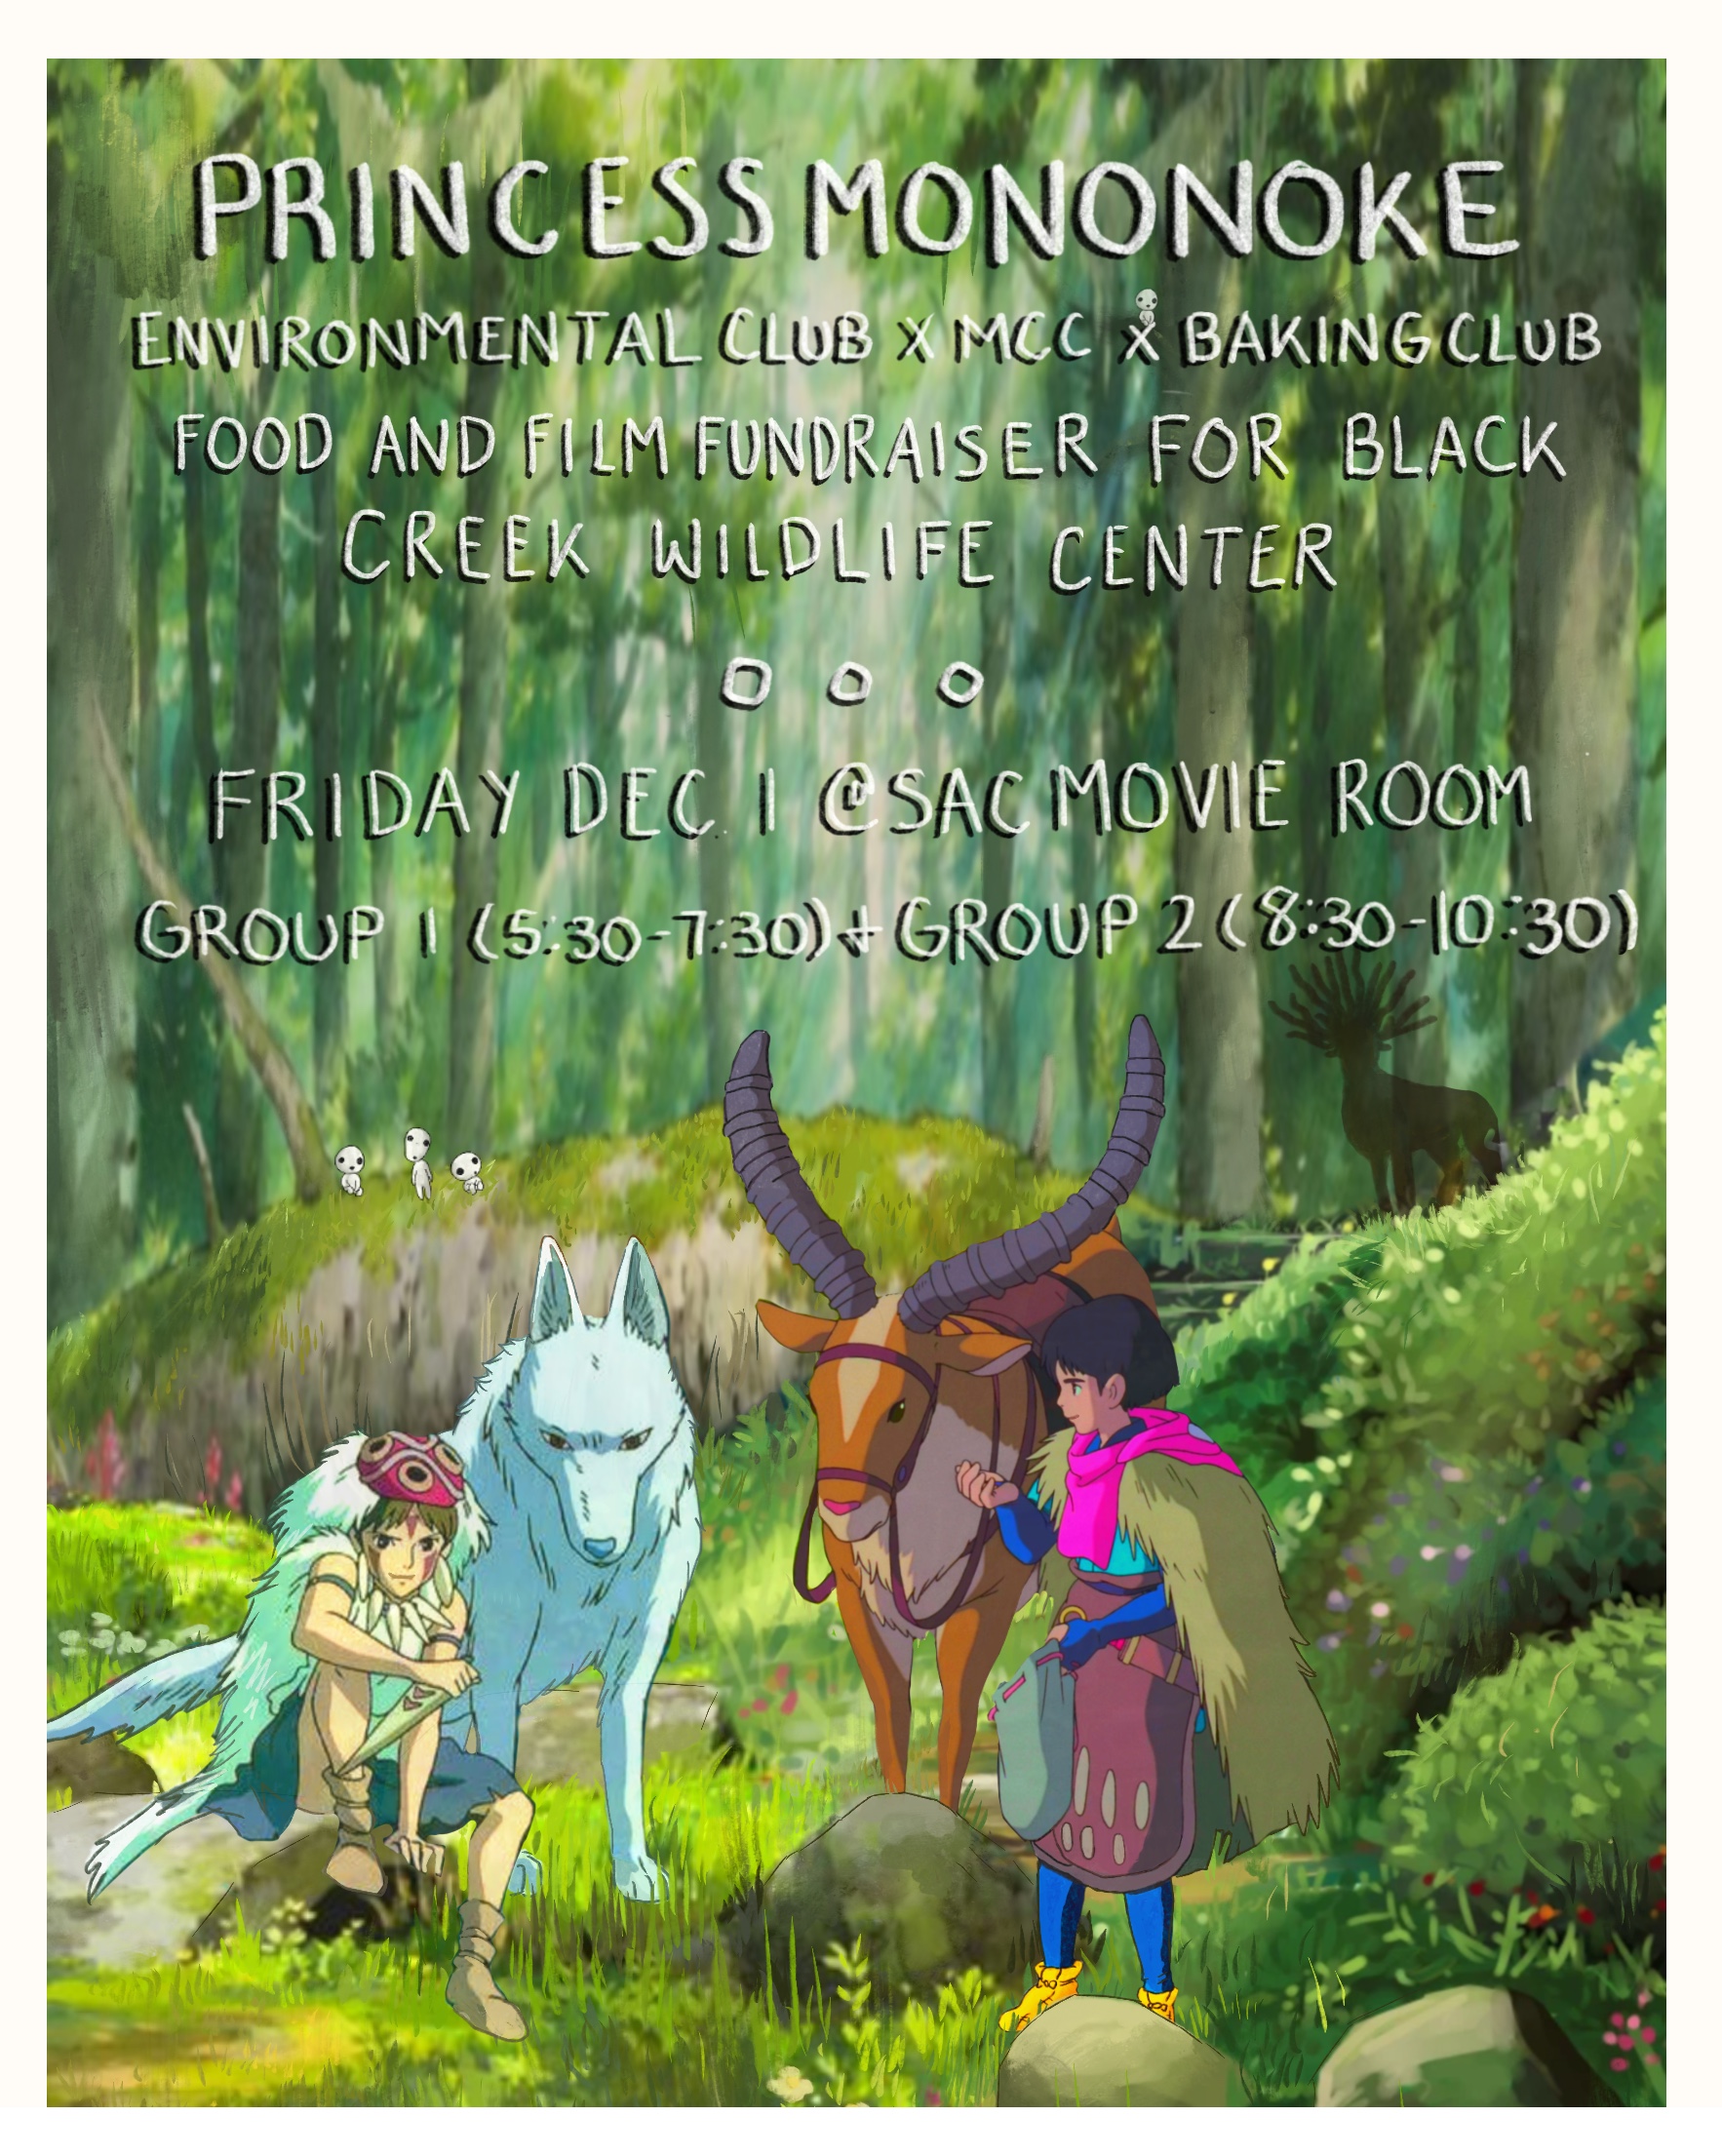 PRINCESS MONONOKE
ENVIRONMENTAL CLUB X MCC X BAKING CLUB
FOOD AND FILM FUNDRAISER FOR BLACK
CREEK WILDLIFE CENTER
FRIDAY DEC. 1 @ SAC MOVIE ROOM
GROUP 1 (5:30-7:30) + GROUP 2 (8:30-10:30)